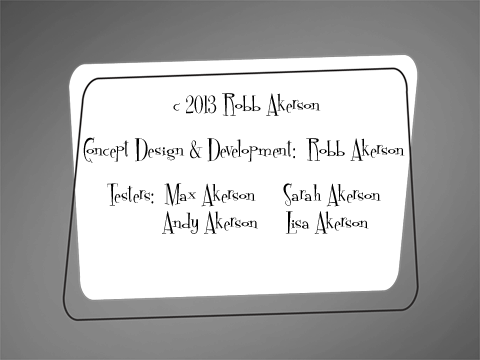 c 2013 Robb Akerson
Concept Design & Development: Robb Akerson
Testers: Max Akerson Sarah Akerson
Andy Akerson Lisa Akerson